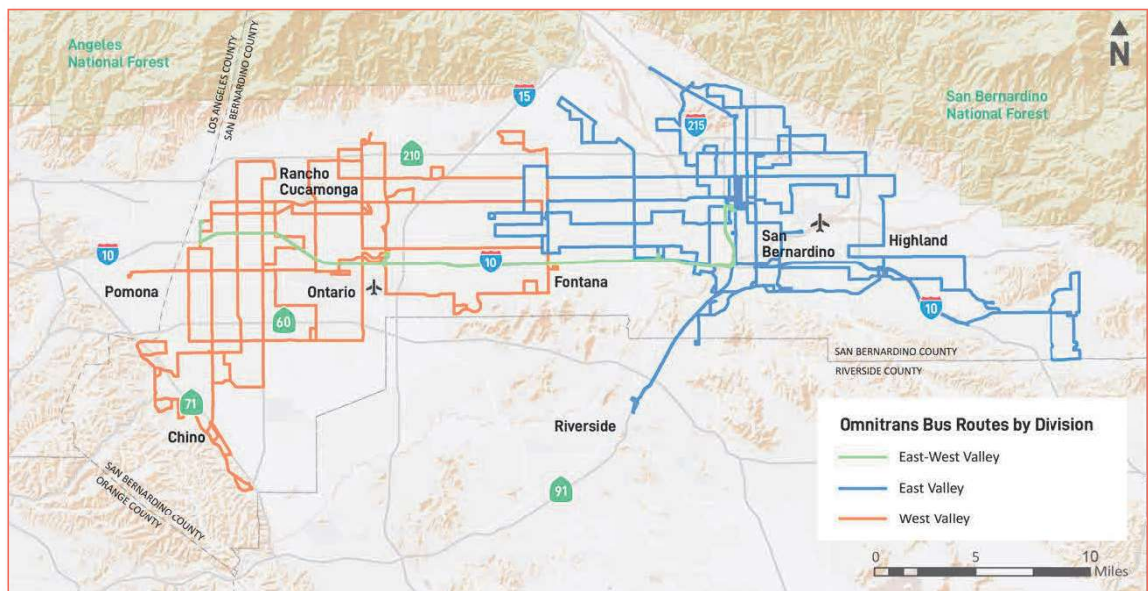 Angeles
National Forest
LOS ANGELES COUNTY
SAN BERNARDINO COUNTY
N
15
215
San Bernardino
National Forest
210
Rancho
Cucamonga
10
Pomona
Ontario
10
Fontana
San
Bernardino
Highland
10
60
SAN BERNARDINO COUNTY
RIVERSIDE COUNTY
71
Chino
Riverside
91
SAN BERNARDINO COUNTY
ORANGE COUNTY
Omnitrans Bus Routes by Division
East-West Valley
East Valley
West Valley
0 5 10
Miles